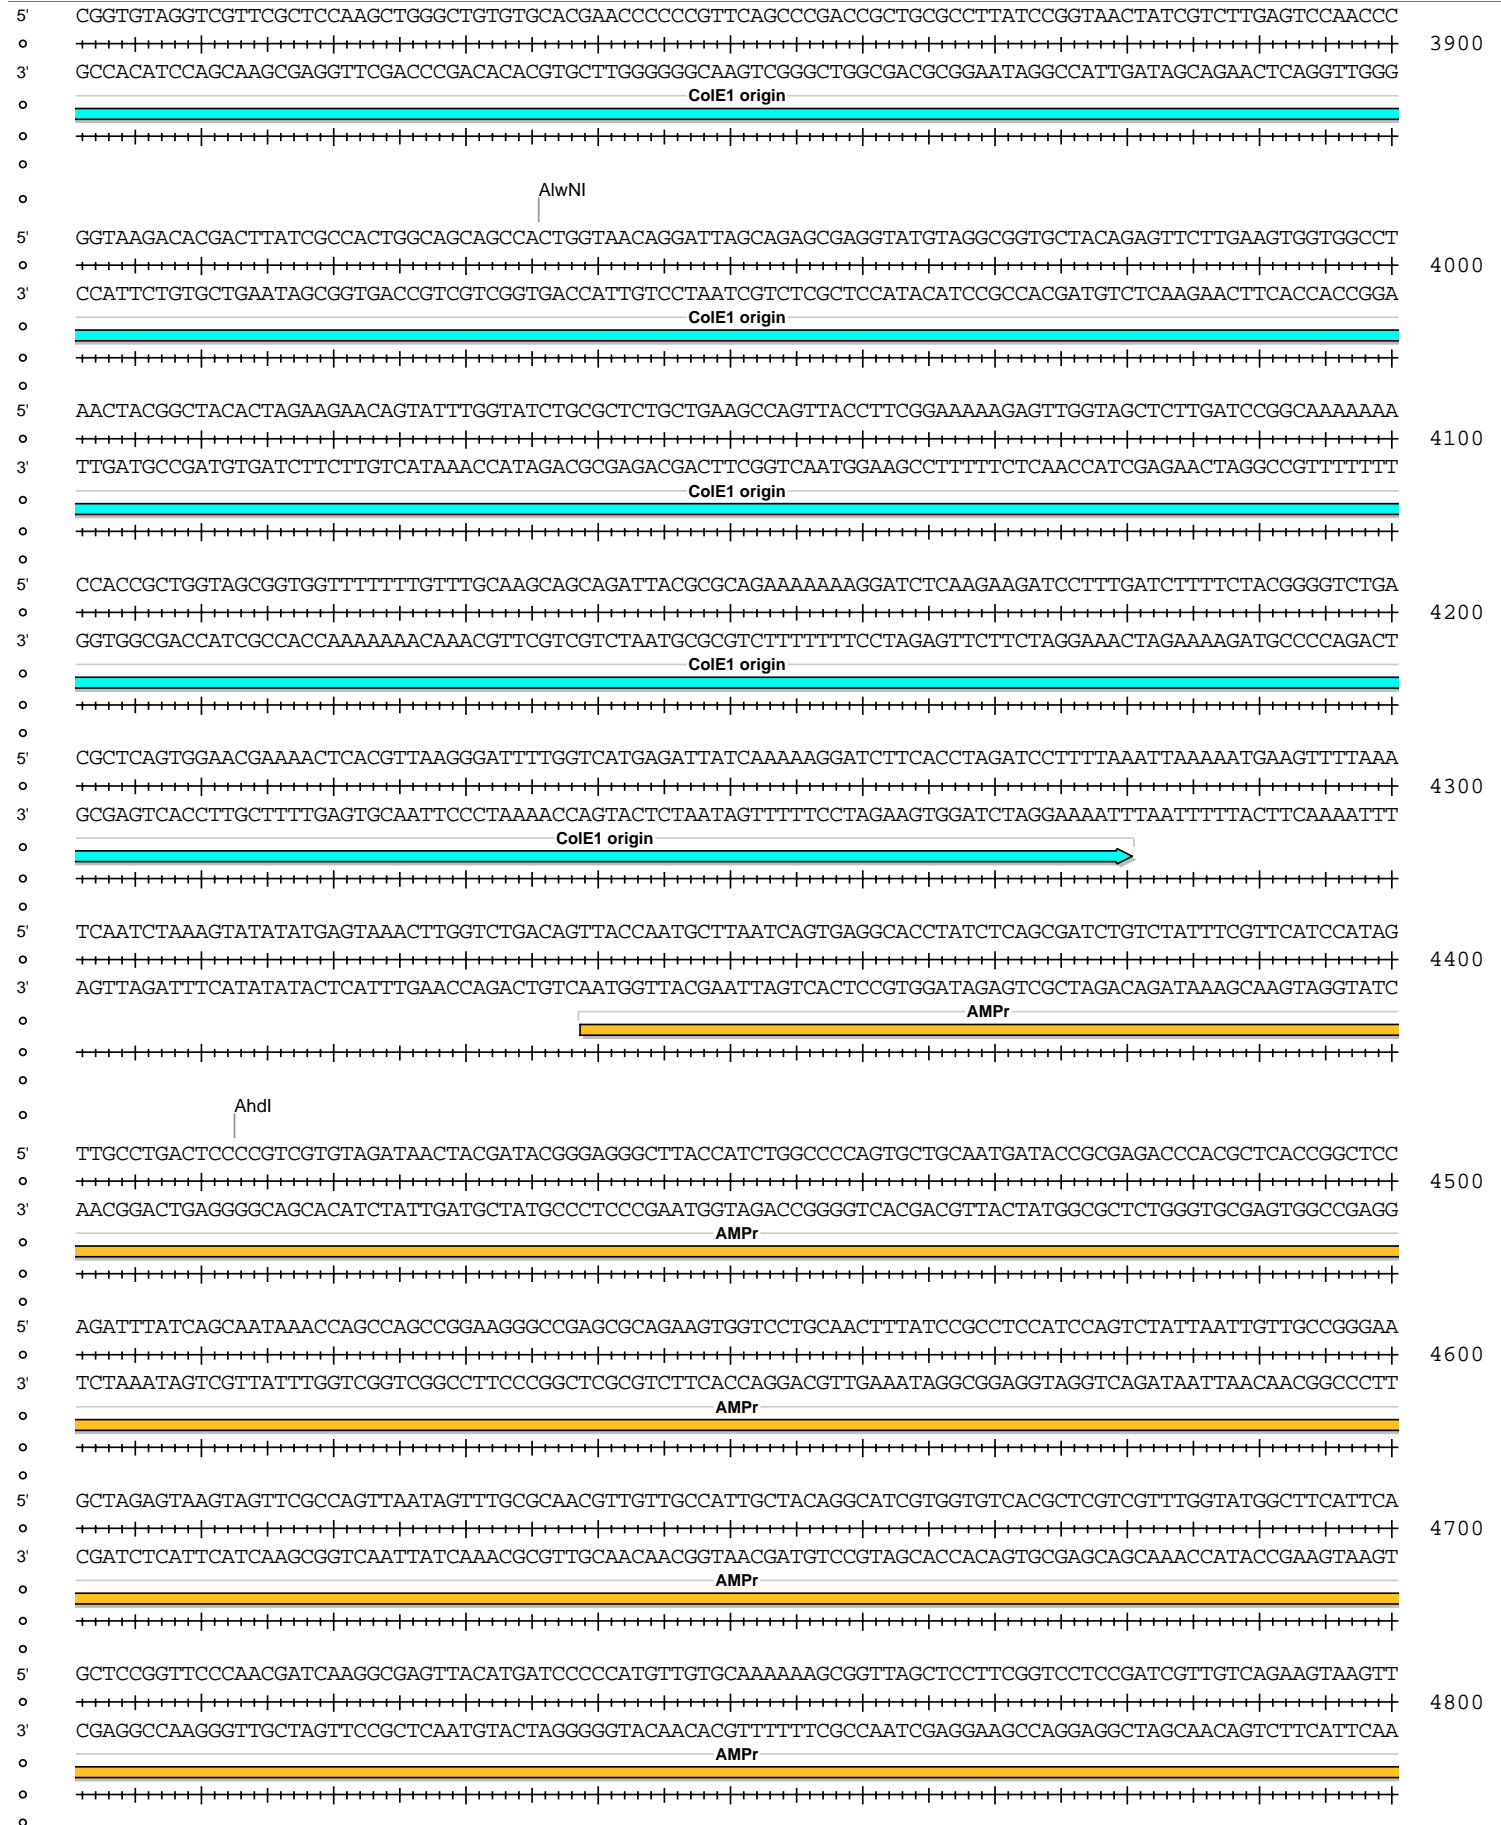 5' CGGTGTAGGTCGTTCGCTCCAAGCTGGGCTGTGTGCACGAACCCCCCGTTCAGCCCGACCGCTGCGCCTTATCCGGTAACTATCGTCTTGAGTCCAACCC
3900
3' GCCACATCCAGCAAGCGAGGTTCGACCCGACACACGTGCTTGGGGGGCAAGTCGGGCTGGCGACGCGGAATAGGCCATTGATAGCAGAACTCAGGTTGGG
ColE1 origin
AlwNI
5' GGTAAGACACGACTTATCGCCACTGGCAGCAGCCACTGGTAACAGGATTAGCAGAGCGAGGTATGTAGGCGGTGCTACAGAGTTCTTGAAGTGGTGGCCT
4000
3' CCATTCTGTGCTGAATAGCGGTGACCGTCGTCGGTGACCATTGTCCTAATCGTCTCGCTCCATACATCCGCCACGATGTCTCAAGAACTTCACCACCGGA
ColE1 origin
5' AACTACGGCTACACTAGAAGAACAGTATTTGGTATCTGCGCTCTGCTGAAGCCAGTTACCTTCGGAAAAAGAGTTGGTAGCTCTTGATCCGGCAAAAAAA
4100
3' TTGATGCCGATGTGATCTTCTTGTCATAAACCATAGACGCGAGACGACTTCGGTCAATGGAAGCCTTTTTCTCAACCATCGAGAACTAGGCCGTTTTTTT
ColE1 origin
5' CCACCGCTGGTAGCGGTGGTTTTTTTGTTTGCAAGCAGCAGATTACGCGCAGAAAAAAAGGATCTCAAGAAGATCCTTTGATCTTTTCTACGGGGTCTGA
4200
3' GGTGGCGACCATCGCCACCAAAAAAACAAACGTTCGTCGTCTAATGCGCGTCTTTTTTTCCTAGAGTTCTTCTAGGAAACTAGAAAAGATGCCCCAGACT
ColE1 origin
5' CGCTCAGTGGAACGAAAACTCACGTTAAGGGATTTTGGTCATGAGATTATCAAAAAGGATCTTCACCTAGATCCTTTTAAATTAAAAATGAAGTTTTAAA
4300
3' GCGAGTCACCTTGCTTTTGAGTGCAATTCCCTAAAACCAGTACTCTAATAGTTTTTCCTAGAAGTGGATCTAGGAAAATTTAATTTTTACTTCAAAATTT
ColE1 origin
5' TCAATCTAAAGTATATATGAGTAAACTTGGTCTGACAGTTACCAATGCTTAATCAGTGAGGCACCTATCTCAGCGATCTGTCTATTTCGTTCATCCATAG
4400
3' AGTTAGATTTCATATATACTCATTTGAACCAGACTGTCAATGGTTACGAATTAGTCACTCCGTGGATAGAGTCGCTAGACAGATAAAGCAAGTAGGTATC
AMPr
AhdI
5' TTGCCTGACTCCCCGTCGTGTAGATAACTACGATACGGGAGGGCTTACCATCTGGCCCCAGTGCTGCAATGATACCGCGAGACCCACGCTCACCGGCTCC
4500
3' AACGGACTGAGGGGCAGCACATCTATTGATGCTATGCCCTCCCGAATGGTAGACCGGGGTCACGACGTTACTATGGCGCTCTGGGTGCGAGTGGCCGAGG
AMPr
5' AGATTTATCAGCAATAAACCAGCCAGCCGGAAGGGCCGAGCGCAGAAGTGGTCCTGCAACTTTATCCGCCTCCATCCAGTCTATTAATTGTTGCCGGGAA
4600
3' TCTAAATAGTCGTTATTTGGTCGGTCGGCCTTCCCGGCTCGCGTCTTCACCAGGACGTTGAAATAGGCGGAGGTAGGTCAGATAATTAACAACGGCCCTT
AMPr
5' GCTAGAGTAAGTAGTTCGCCAGTTAATAGTTTGCGCAACGTTGTTGCCATTGCTACAGGCATCGTGGTGTCACGCTCGTCGTTTGGTATGGCTTCATTCA
4700
3' CGATCTCATTCATCAAGCGGTCAATTATCAAACGCGTTGCAACAACGGTAACGATGTCCGTAGCACCACAGTGCGAGCAGCAAACCATACCGAAGTAAGT
AMPr
5' GCTCCGGTTCCCAACGATCAAGGCGAGTTACATGATCCCCCATGTTGTGCAAAAAAGCGGTTAGCTCCTTCGGTCCTCCGATCGTTGTCAGAAGTAAGTT
4800
3' CGAGGCCAAGGGTTGCTAGTTCCGCTCAATGTACTAGGGGGTACAACACGTTTTTTCGCCAATCGAGGAAGCCAGGAGGCTAGCAACAGTCTTCATTCAA
AMPr